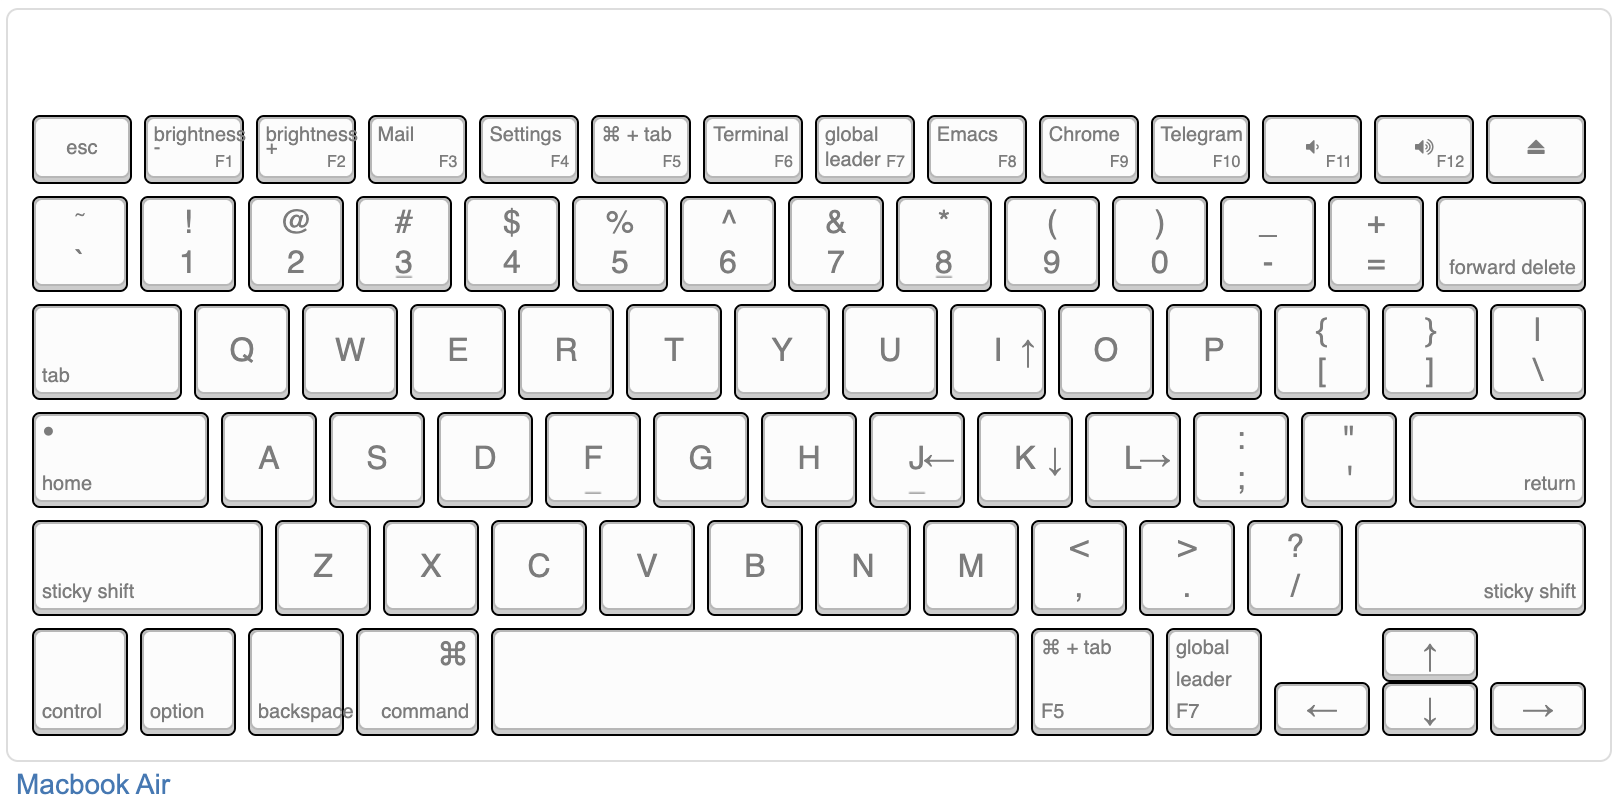 esc
brightness
-
F1
brightness
+
F2
Mail
F3
Settings
F4
⌘ + tab
F5
Terminal
F6
global
leader F7
Emacs
F8
Chrome
F9
Telegram
F10
F11
F12
~
`
!
1
@
2
#
3
$
4
%
5
^
6
&
7
*
8
(
9
)
0
_
-
+
=
forward delete
tab
Q
W
E
R
T
Y
U
I ↑
O
P
{
[
}
]
|
\
•
home
A
S
D
F
_
G
H
J←
_
K ↓
L→
:
;
"
'
return
sticky shift
Z
X
C
V
B
N
M
<
,
>
.
?
/
sticky shift
control
option
backspace
⌘
command
⌘ + tab
F5
global
leader
F7
←
↑
↓
→
Macbook Air